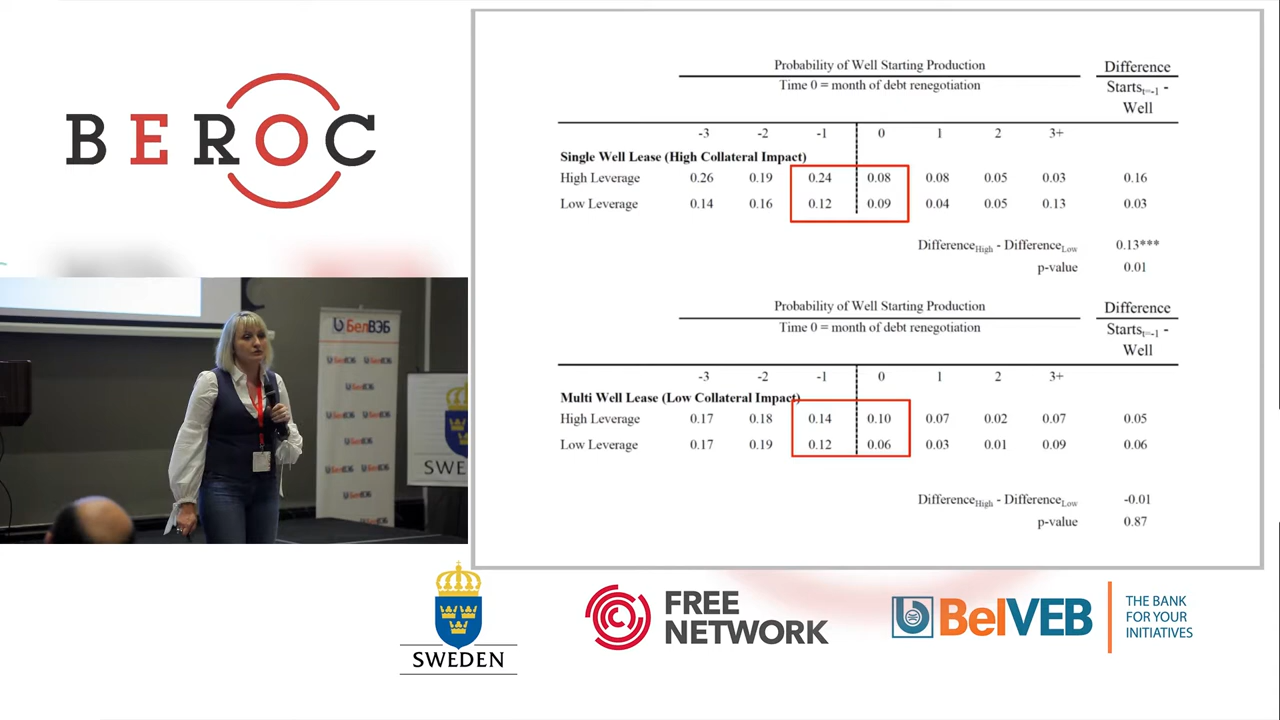 BEROC
Probability of Well Starting Production
Difference
Time 0 = month of debt renegotiation
Starts t=-1 -
Well
-3 -2 -1 0 1 2 3+
Single Well Lease (High Collateral Impact)
High Leverage 0.26 0.19 0.24 0.08 0.08 0.05 0.03 0.16
Low Leverage 0.14 0.16 0.12 0.09 0.04 0.05 0.13 0.03
Difference High - Difference Low 0.13***
p-value 0.01
Probability of Well Starting Production
Difference
Time 0 = month of debt renegotiation
Starts t=-1 -
Well
-3 -2 -1 0 1 2 3+
Multi Well Lease (Low Collateral Impact)
High Leverage 0.17 0.18 0.14 0.10 0.07 0.02 0.07 0.05
Low Leverage 0.17 0.19 0.12 0.06 0.03 0.01 0.09 0.06
Difference High - Difference Low -0.01
p-value 0.87
БелВЭБ
SWE
SWEDEN
FREE
NETWORK
BelVEB
THE BANK
FOR YOUR
INITIATIVES